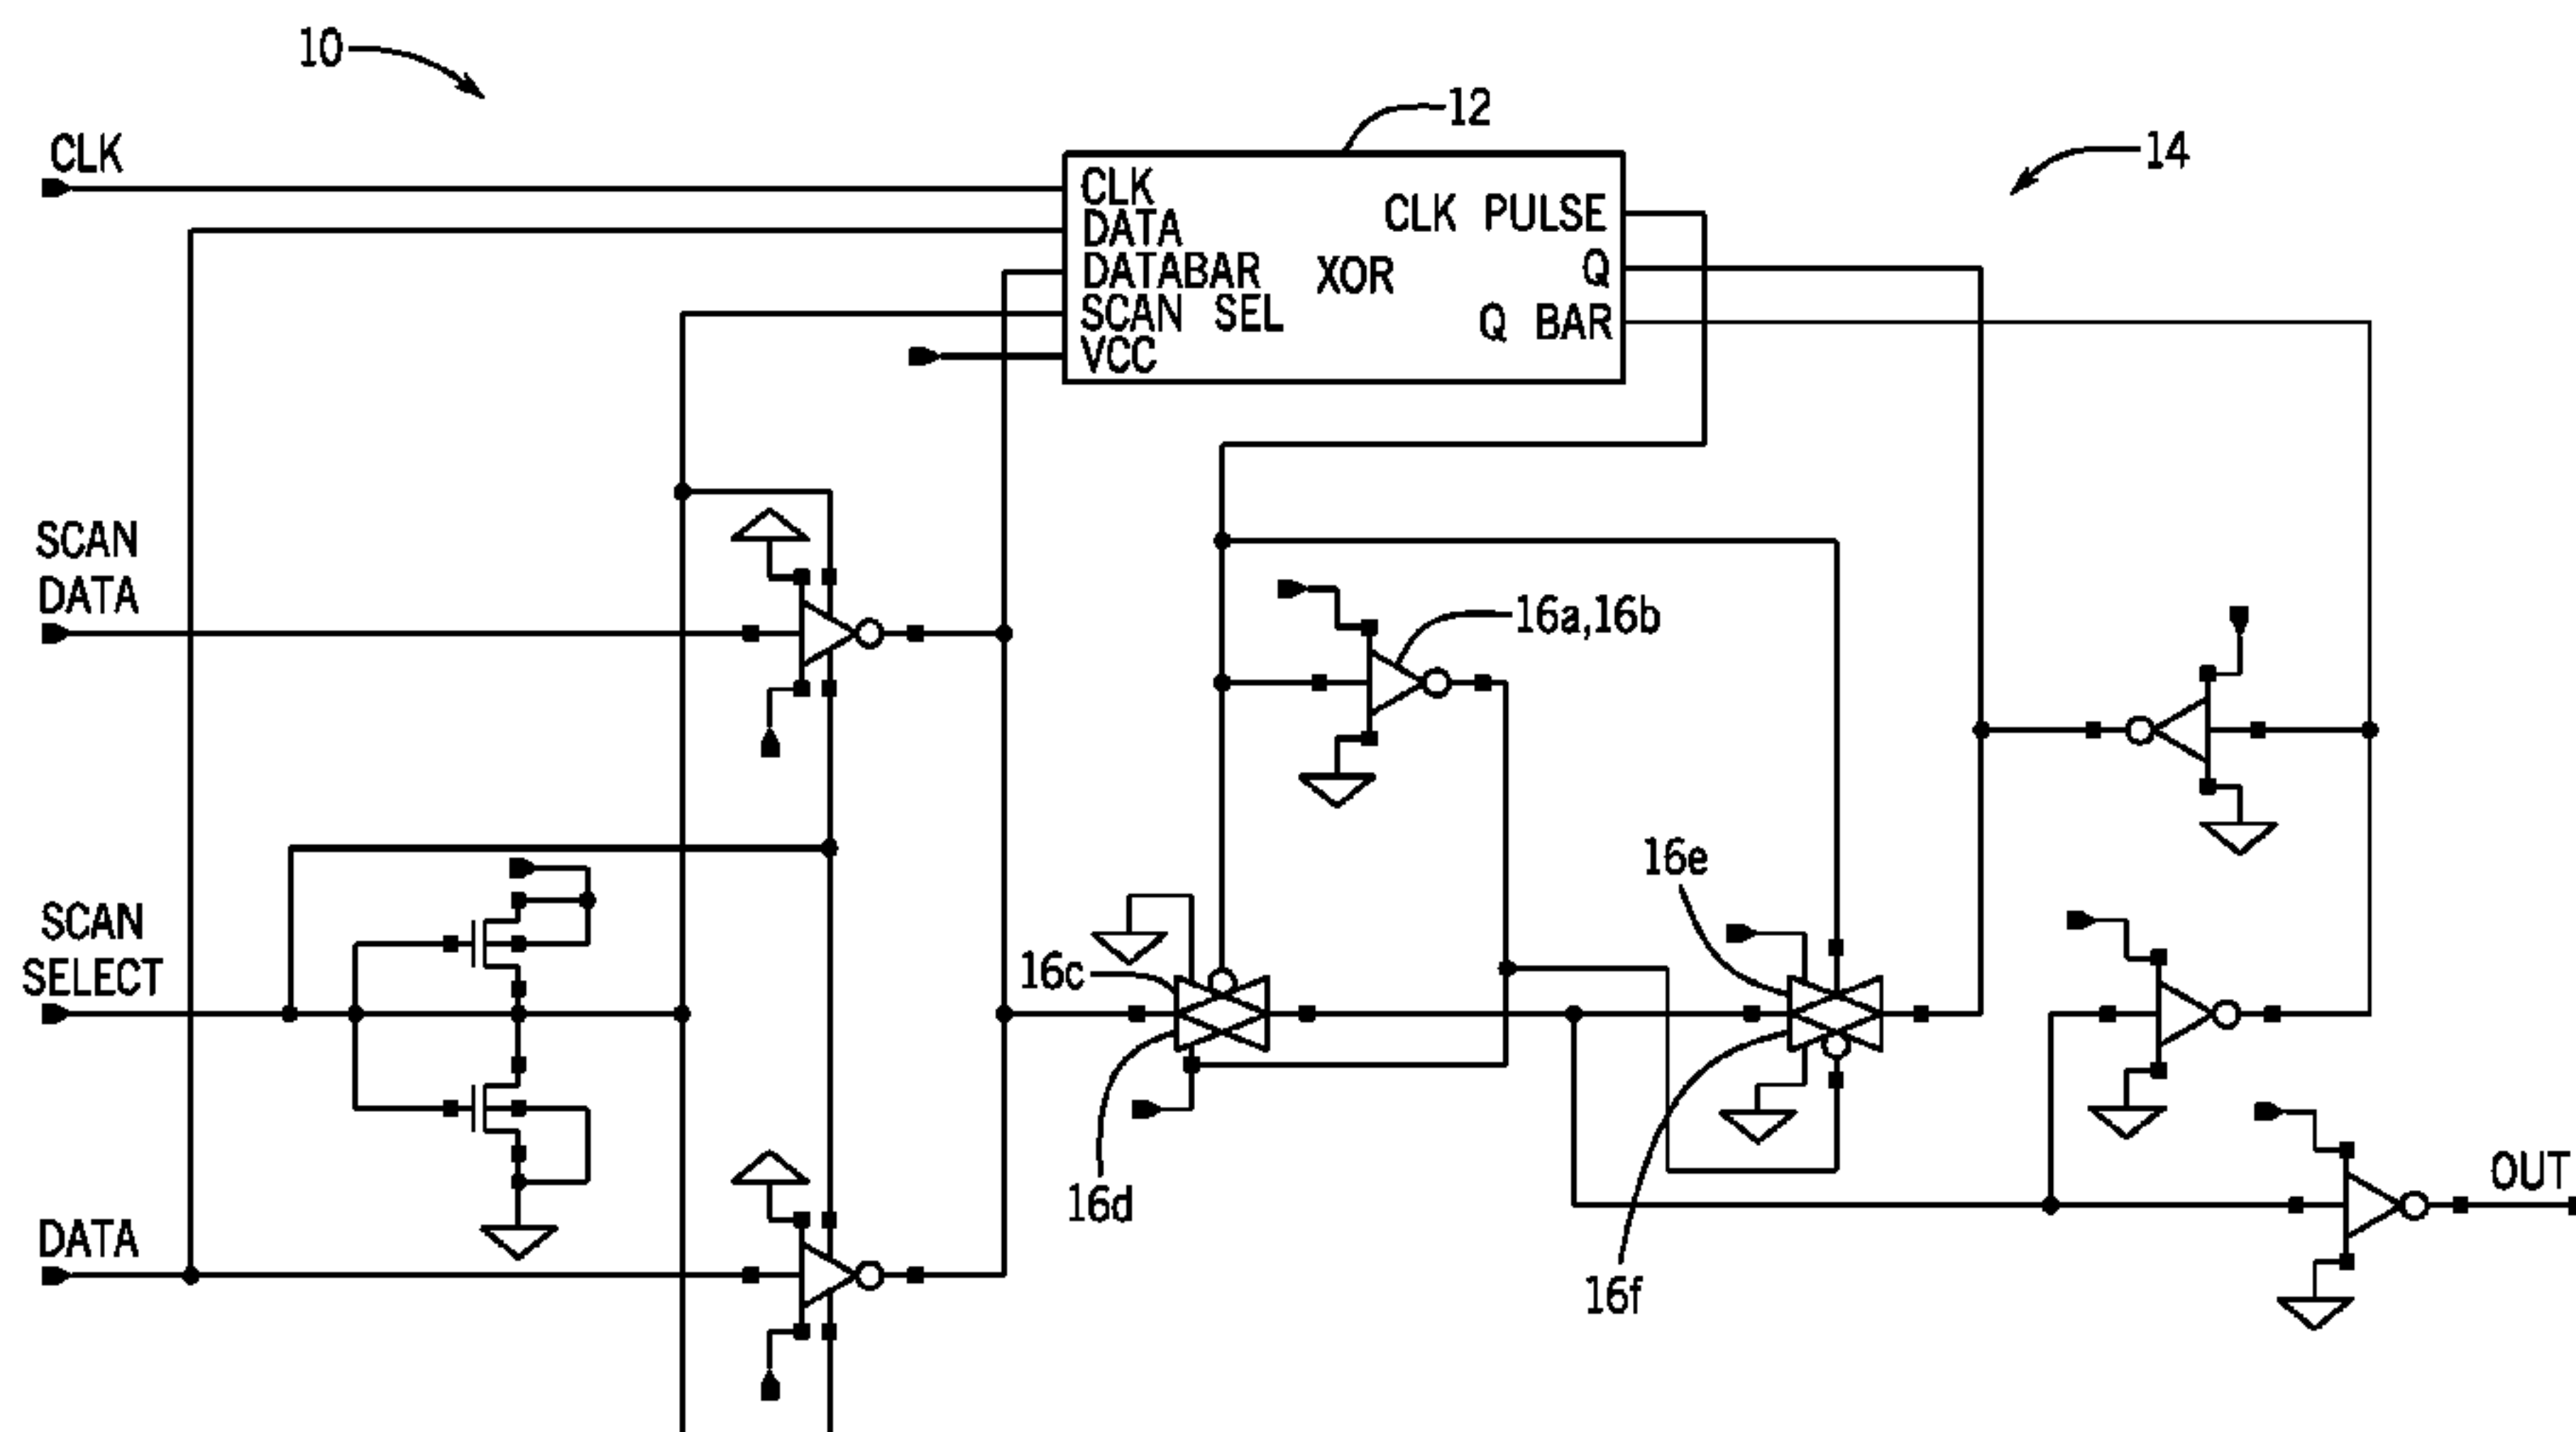 10
12
14
CLK
CLK
DATA
DATABAR
SCAN SEL
VCC
XOR
CLK PULSE
Q
Q BAR
SCAN
DATA
16a,16b
16e
SCAN
SELECT
16c
16d
16f
DATA
OUT